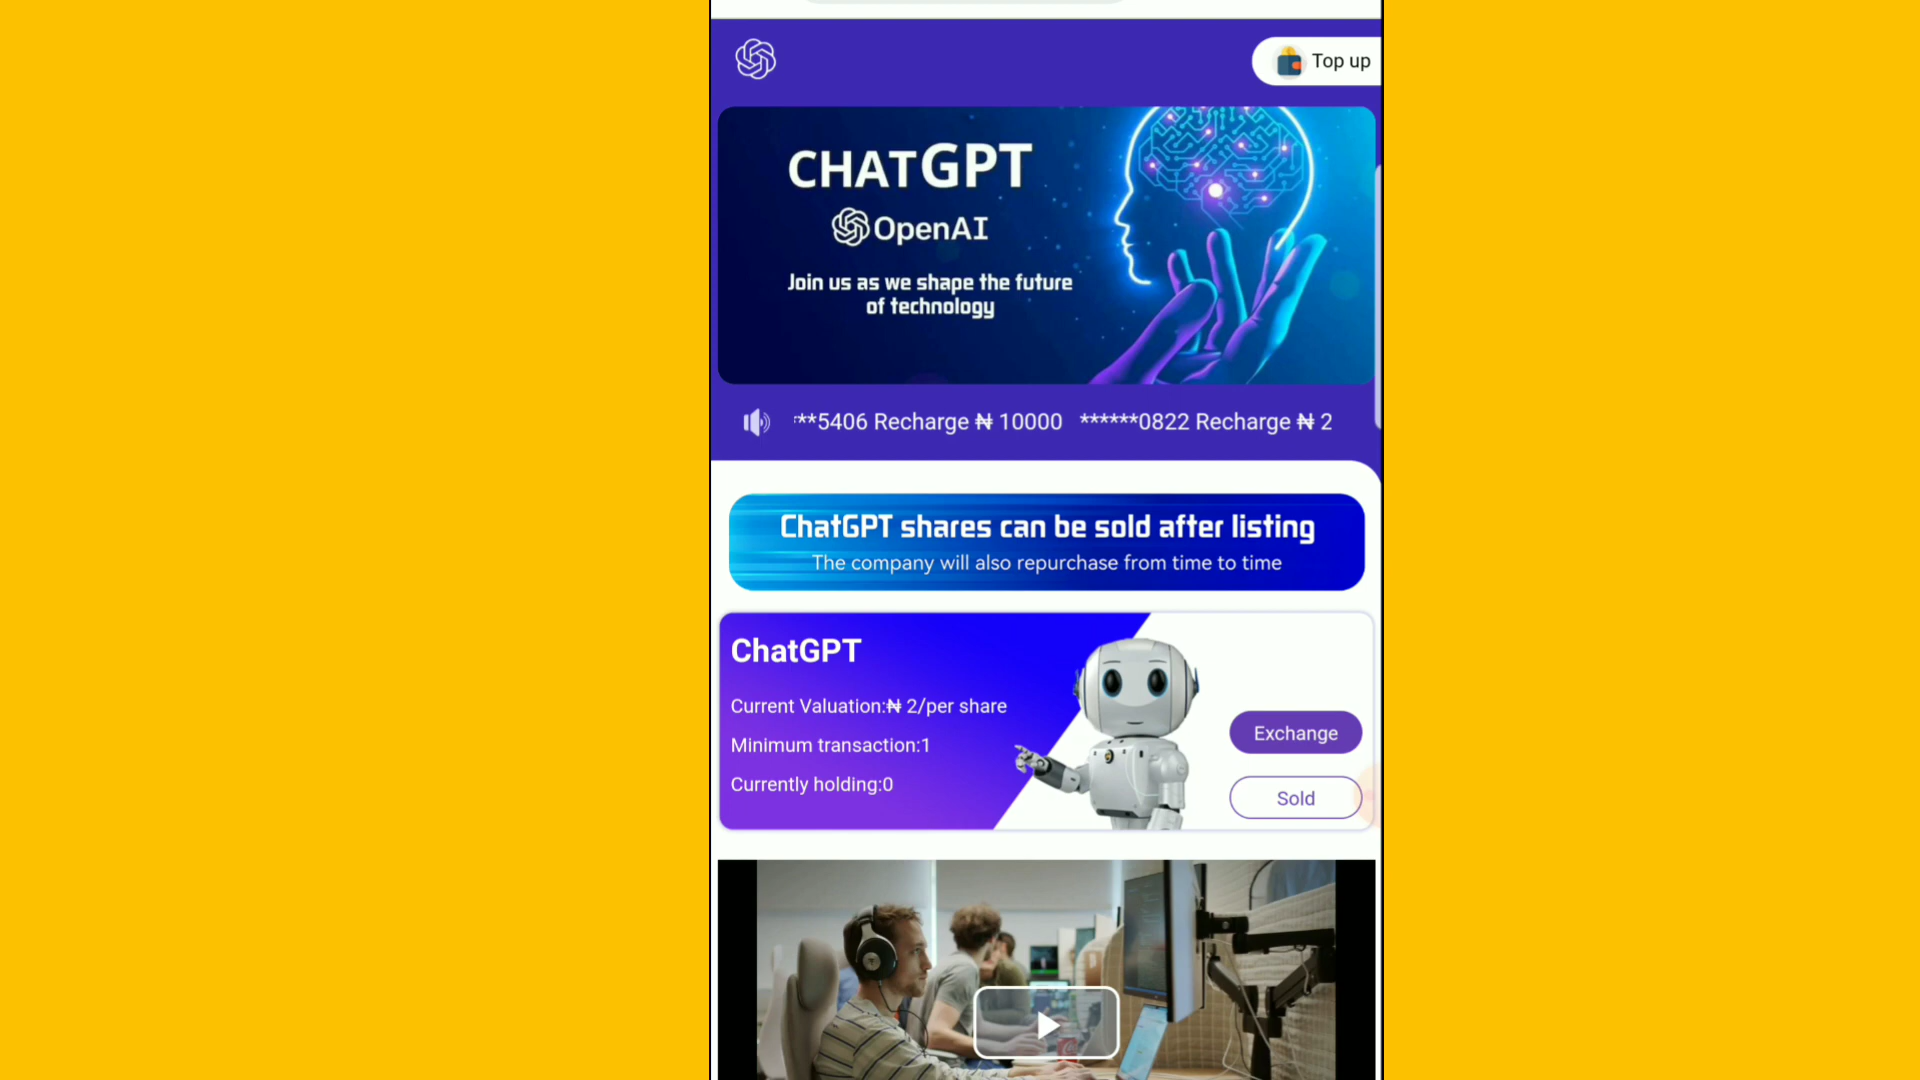 Top up
CHATGPT
OpenAI
Join us as we shape the future
of technology
**5406 Recharge ₦ 10000 ******0822 Recharge ₦ 2
ChatGPT shares can be sold after listing
The company will also repurchase from time to time
ChatGPT
Current Valuation:₦ 2/per share
Minimum transaction:1
Currently holding:0
Exchange
Sold